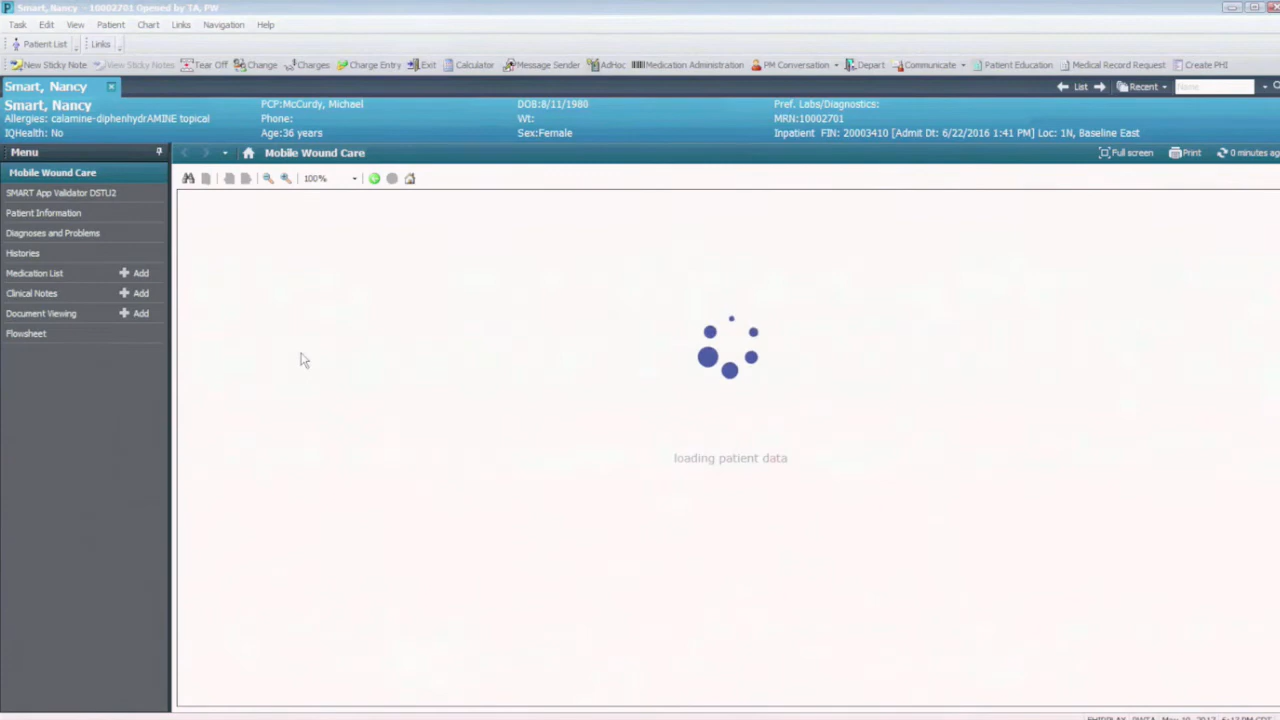 Smart, Nancy - 10002701 Opened by TA, PW
Task Edit View Patient Chart Links Navigation Help
Patient List Links
New Sticky Note View Sticky Notes Tear Off Change Charges Charge Entry Exit Calculator Message Sender AdHoc Medication Administration PM Conversation Depart Communicate Patient Education Medical Record Request Create PHI
Smart, Nancy List Recent Name
Smart, Nancy PCP:McCurdy, Michael DOB:8/11/1980 Pref. Labs/Diagnostics:
Allergies: calamine-diphenhydrAMINE topical Phone: Wt: MRN:10002701
IQHealth: No Age:36 years Sex:Female Inpatient FIN: 20003410 [Admit Dt: 6/22/2016 1:41 PM] Loc: 1N, Baseline East
Menu Mobile Wound Care Full screen Print 0 minutes ag
Mobile Wound Care
100%
SMART App Validator DSTU2
Patient Information
Diagnoses and Problems
Histories
Medication List Add
Clinical Notes Add
Document Viewing Add
Flowsheet
loading patient data